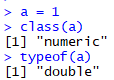 > a = 1
> class(a)
[1] "numeric"
> typeof(a)
[1] "double"